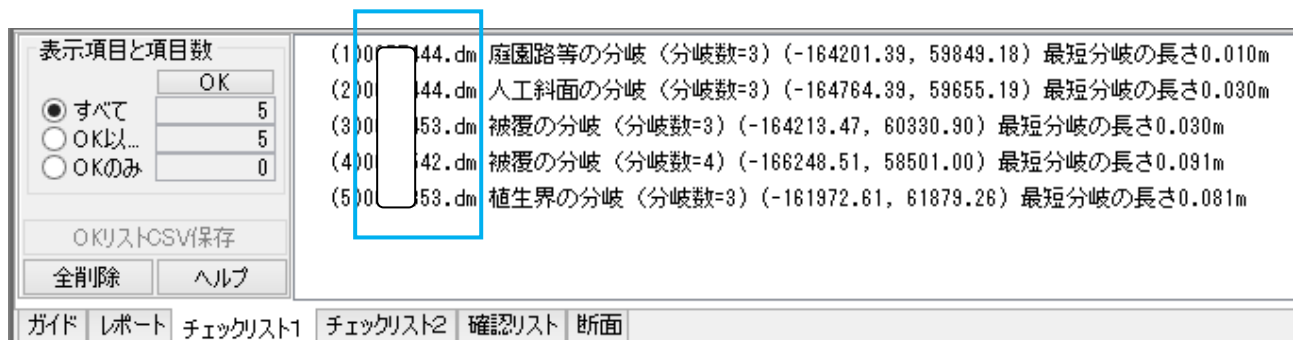 表示項目と項目数
OK
すべて 5
OK以... 5
OKのみ 0
OKリストCSV保存
全削除 ヘルプ
(100 444.dm 庭園路等の分岐 (分岐数=3) (-164201.39, 59849.18) 最短分岐の長さ0.010m
(200 444.dm 人工斜面の分岐 (分岐数=3) (-164764.39, 59655.19) 最短分岐の長さ0.030m
(300 453.dm 被覆の分岐 (分岐数=3) (-164213.47, 60330.90) 最短分岐の長さ0.030m
(400 542.dm 被覆の分岐 (分岐数=4) (-166248.51, 58501.00) 最短分岐の長さ0.091m
(500 353.dm 植生界の分岐 (分岐数=3) (-161972.61, 61879.26) 最短分岐の長さ0.081m
ガイド レポート チェックリスト1 チェックリスト2 確認リスト 断面